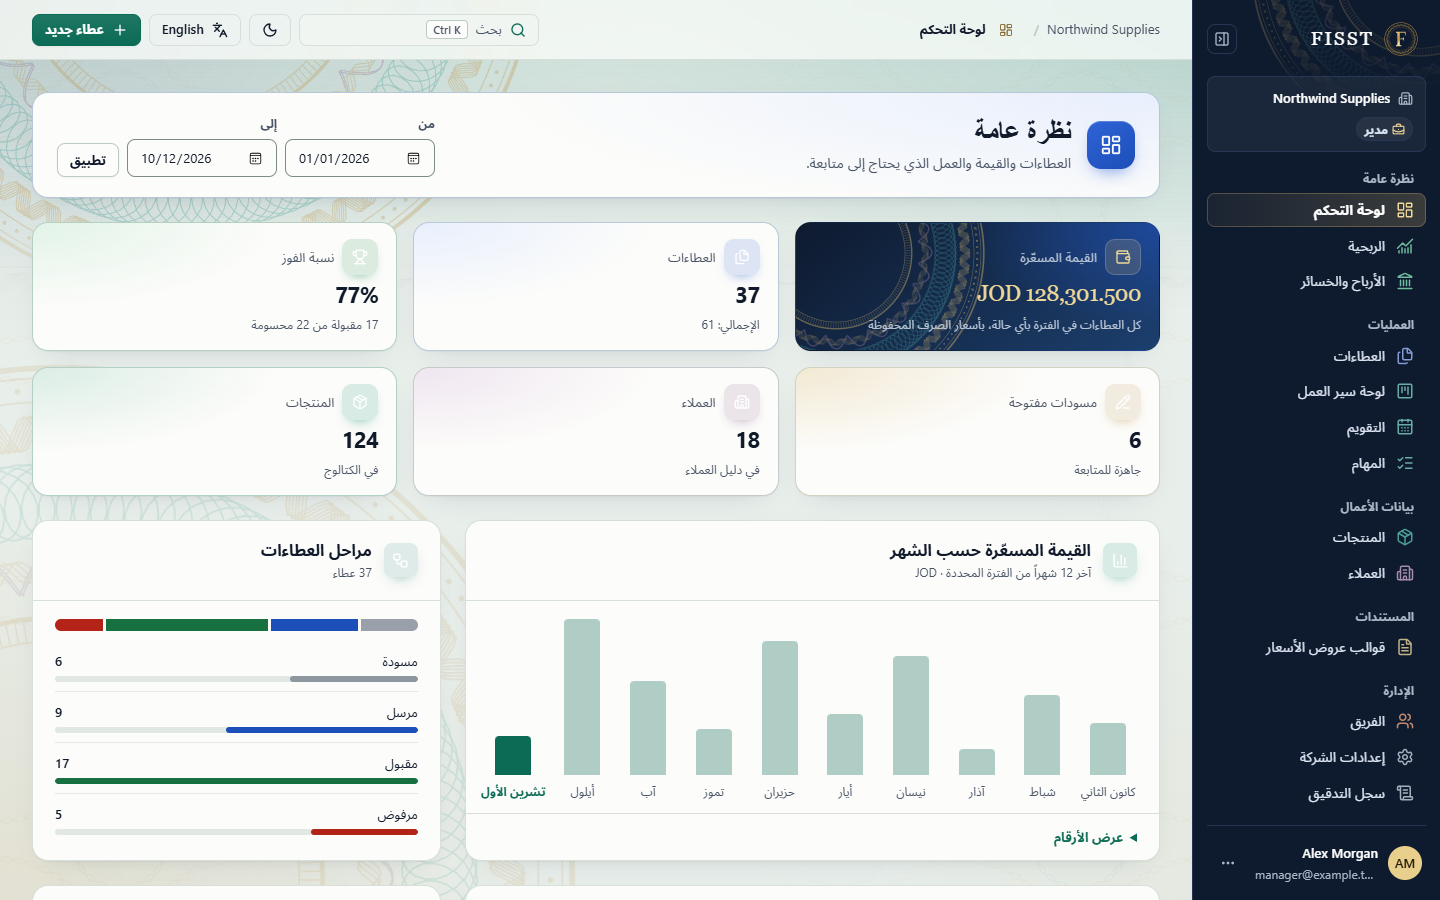 FISST
F
Northwind Supplies
مدير
نظرة عامة
لوحة التحكم
الربحية
الأرباح والخسائر
العمليات
العطاءات
لوحة سير العمل
التقويم
المهام
بيانات الأعمال
المنتجات
العملاء
المستندات
قوالب عروض الأسعار
الإدارة
الفريق
إعدادات الشركة
سجل التدقيق
Alex Morgan
manager@example.t...
AM
Northwind Supplies / لوحة التحكم
بحث Ctrl K
English
عطاء جديد
نظرة عامة
العطاءات والقيمة والعمل الذي يحتاج إلى متابعة.
من
01/01/2026
إلى
10/12/2026
تطبيق
القيمة المسعّرة
JOD 128,301.500
كل العطاءات في الفترة بأي حالة، بأسعار الصرف المحفوظة
العطاءات
37
الإجمالي: 61
نسبة الفوز
77%
17 مقبولة من 22 محسومة
مسودات مفتوحة
6
جاهزة للمتابعة
العملاء
18
في دليل العملاء
المنتجات
124
في الكتالوج
القيمة المسعّرة حسب الشهر
آخر 12 شهراً من الفترة المحددة · JOD
كانون الثاني
شباط
آذار
نيسان
أيار
حزيران
تموز
آب
أيلول
تشرين الأول
عرض الأرقام
مراحل العطاءات
37 عطاء
مسودة 6
مرسل 9
مقبول 17
مرفوض 5